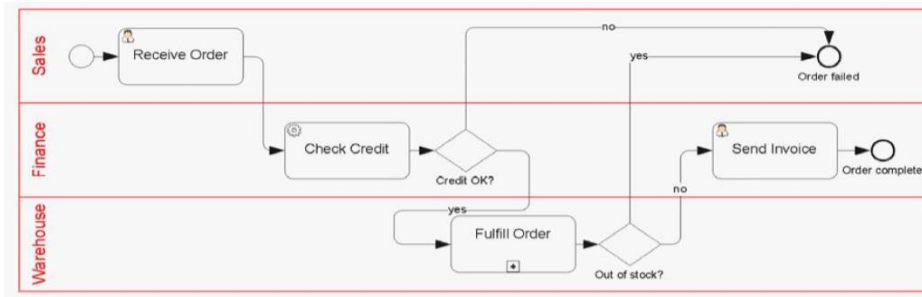 Sales
Receive Order
no
yes
Order failed
Finance
Check Credit
Credit OK?
Send Invoice
Order complete
no
Warehouse
yes
Fulfill Order
Out of stock?